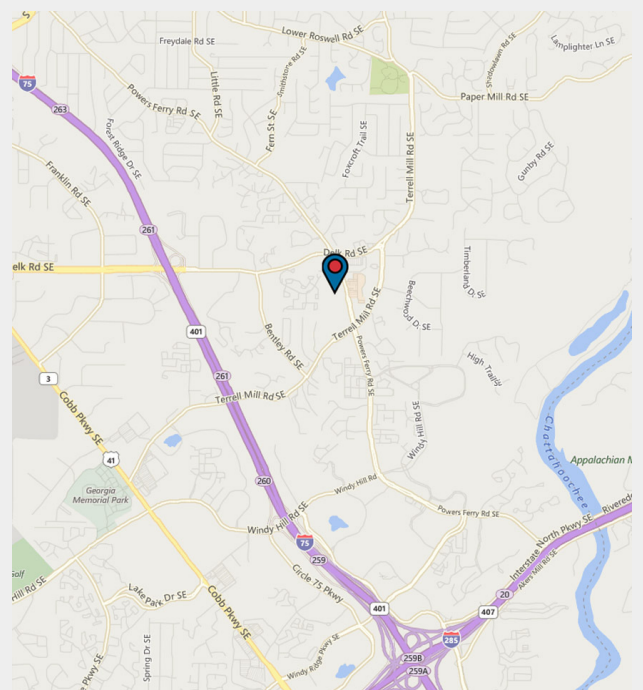 S
Lower Roswell Rd SE
Freydale Rd SE
Lamplighter Ln SE
Shadowlawn Rd SE
Little Rd SE
Smithstone Rd SE
75
Powers Ferry Rd SE
Paper Mill Rd SE
263
Forest Ridge Dr SE
Fern St SE
Foxcroft Trail SE
Terrell Mill Rd SE
Gunby Rd SE
Franklin Rd SE
261
Delk Rd SE
elk Rd SE
Timberland Dr SE
Beechwood Dr SE
401
Terrell Mill Rd SE
Bentley Rd SE
Powers Ferry Rd SE
High Trail
3
261
Terrell Mill Rd SE
Cobb Pkwy SE
Windy Hill Rd SE
Chattahoochee
41
Appalachian
260
Windy Hill Rd
Georgia
Memorial Park
Powers Ferry Rd SE
Rivered
Windy Hill Rd SE
Interstate North Pkwy SE
75
259
Golf
Akers Mill Rd SE
Hill Rd SE
Circle 75 Pkwy
Lake Park Dr SE
20
Cobb Pkwy SE
401
407
285
Spring Dr SE
259B
Windy Ridge Pkwy SE
259A
Pkwy SE